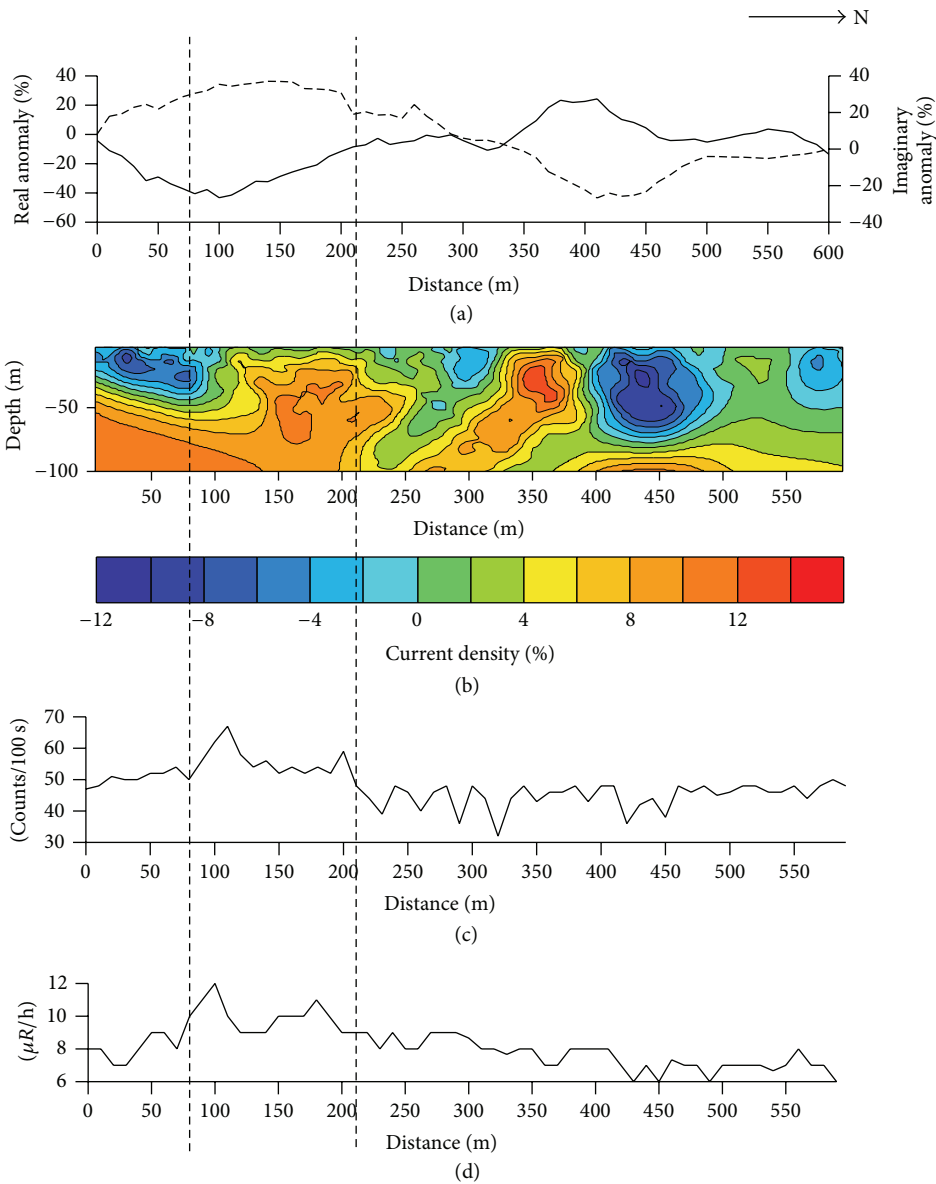 N
Real anomaly (%)
40
20
0
−20
−40
−60
40
20
0
−20
−40
Imaginary
anomaly (%)
0 50 100 150 200 250 300 350 400 450 500 550 600
Distance (m)
(a)
Depth (m)
−50
−100
50 100 150 200 250 300 350 400 450 500 550
Distance (m)
−12 −8 −4 0 4 8 12
Current density (%)
(b)
(Counts/100 s)
70
60
50
40
30
0 50 100 150 200 250 300 350 400 450 500 550
Distance (m)
(c)
(μR/h)
12
10
8
6
0 50 100 150 200 250 300 350 400 450 500 550
Distance (m)
(d)